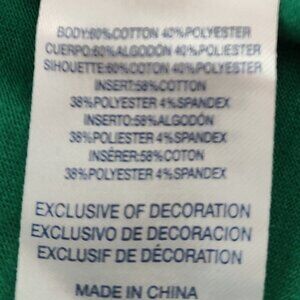 BODY:60%COTTON 40%POLYESTER
CUERPO:60%ALGODÓN 40%POLIESTER
SILHOUETTE:60%COTON 40%POLYESTER
INSERT:58%COTTON
38%POLYESTER 4%SPANDEX
INSERTO:58%ALGODÓN
38%POLIESTER 4%SPANDEX
INSÉRER:58%COTON
38%POLYESTER 4%SPANDEX
EXCLUSIVE OF DECORATION
EXCLUSIVO DE DECORACION
EXCLUSIF DE DÉCORATION
MADE IN CHINA